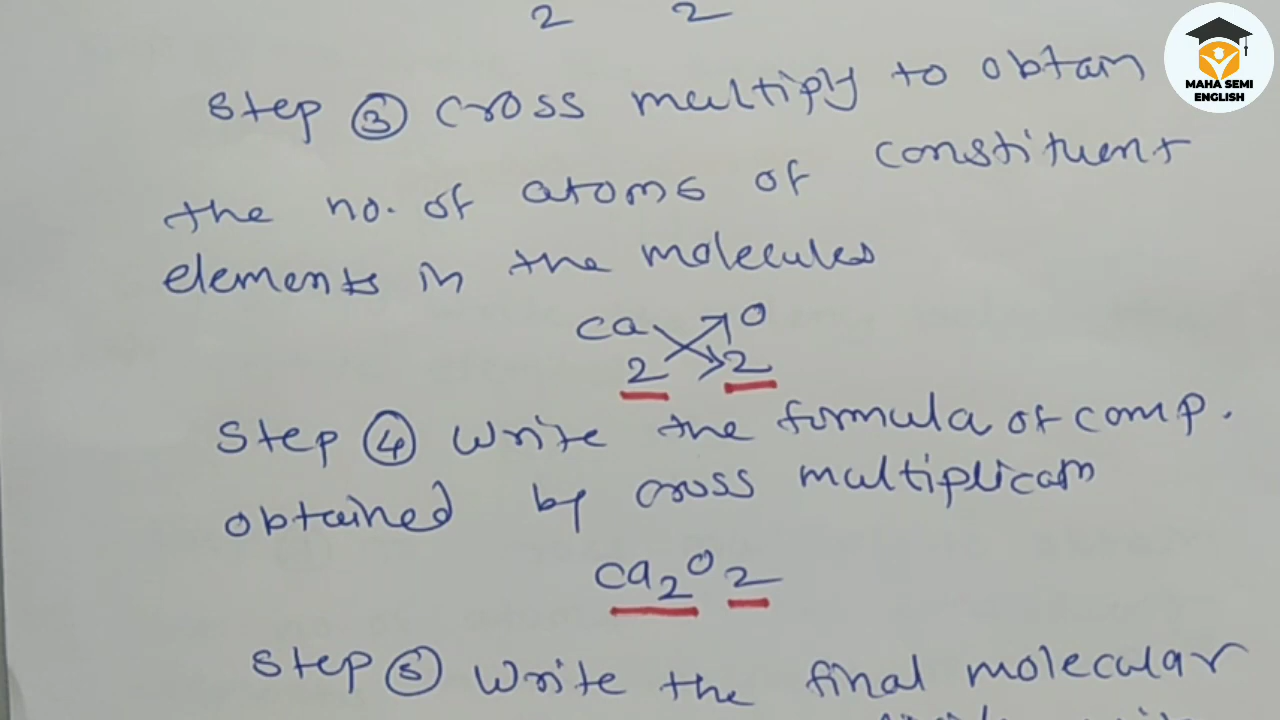 2 2
Step ③ cross multiply to obtain
the no. of atoms of constituent
elements in the molecules
Ca O
2 2
Step ④ Write the formula of comp.
obtained by cross multiplicatn
Ca₂O₂
Step ⑤ Write the final molecular
MAHA SEMI
ENGLISH